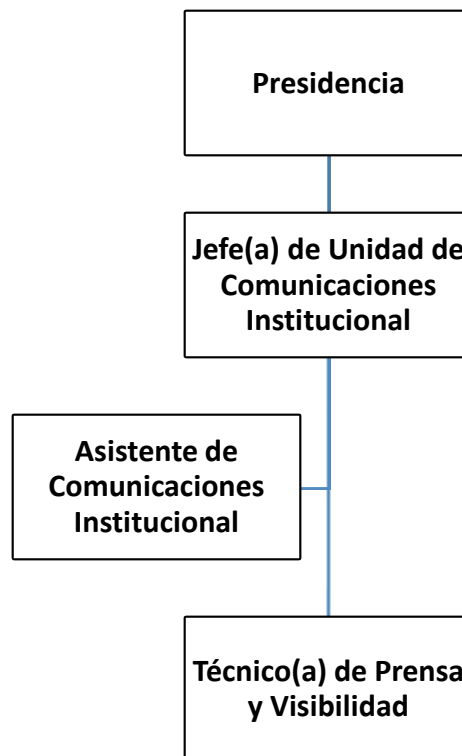 Presidencia
Jefe(a) de Unidad de
Comunicaciones
Institucional
Asistente de
Comunicaciones
Institucional
Técnico(a) de Prensa
y Visibilidad